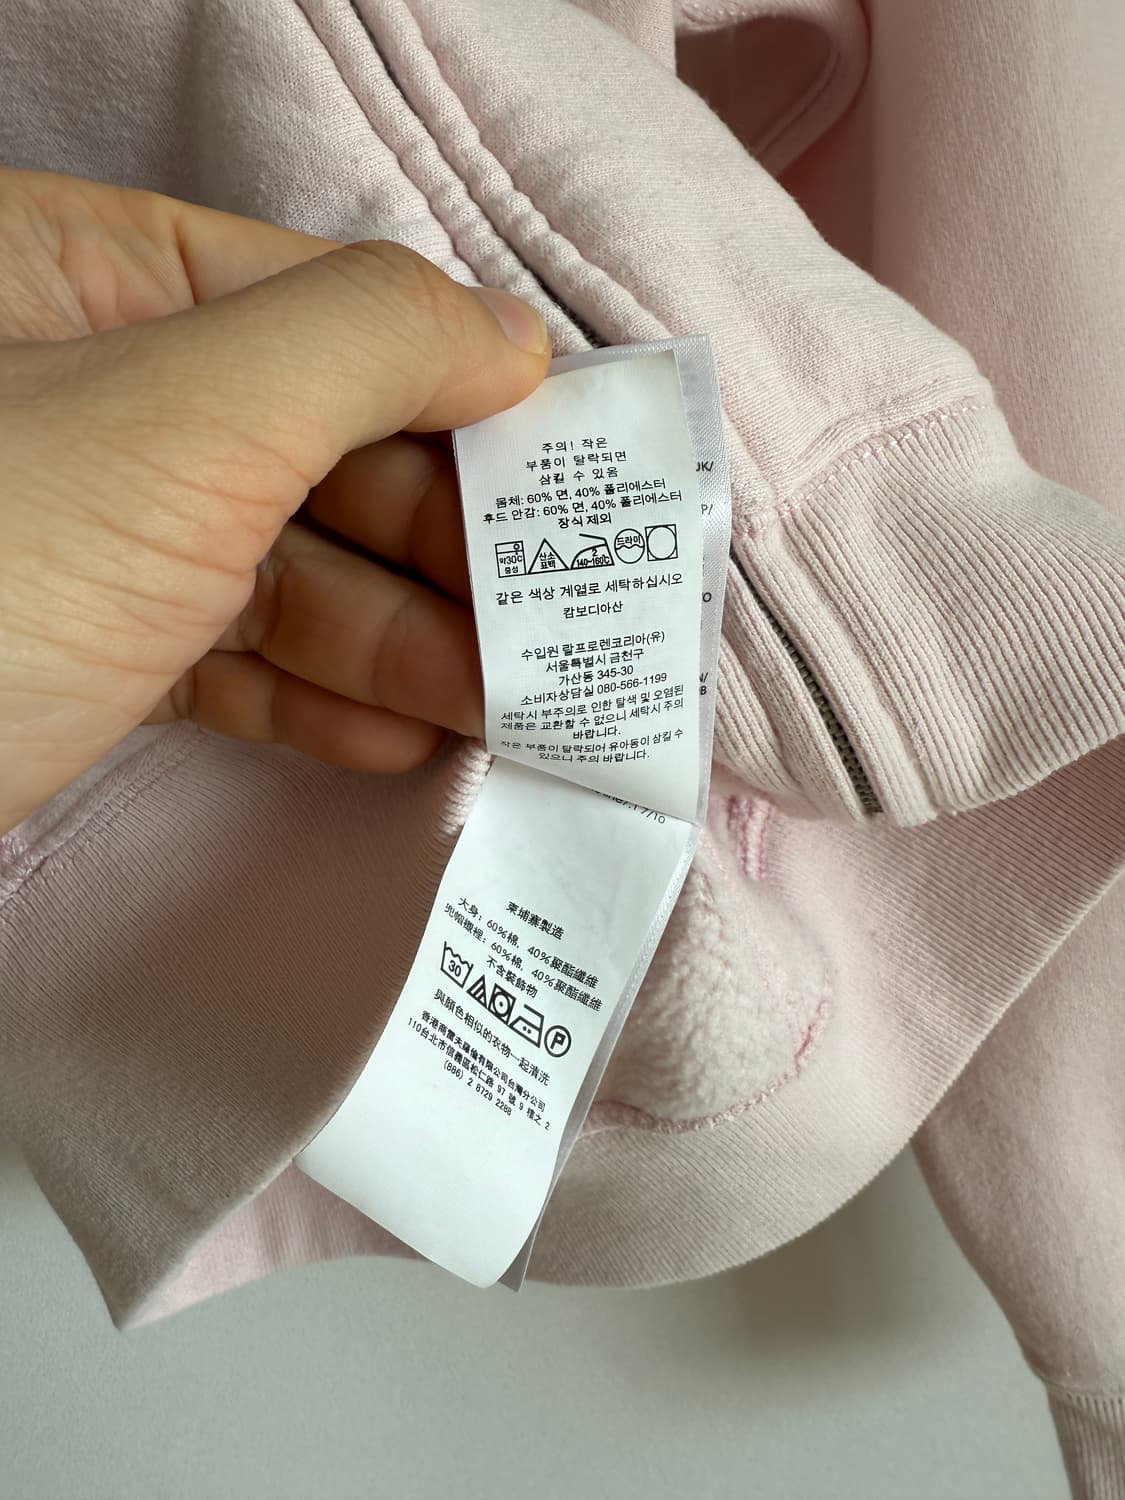 주의! 작은
부품이 탈락되면
삼킬 수 있음
몸체: 60% 면, 40% 폴리에스터
후드 안감: 60% 면, 40% 폴리에스터
장식 제외
약30℃
중성
산소
표백
2
140~160℃
드라이
같은 색상 계열로 세탁하십시오
캄보디아산
수입원 랄프로렌코리아(유)
서울특별시 금천구
가산동 345-30
소비자상담실 080-566-1199
세탁시 부주의로 인한 탈색 및 오염된
제품은 교환할 수 없으니 세탁시 주의
바랍니다.
작은 부품이 탈락되어 유아동이 삼킬 수
있으니 주의 바랍니다.
JK/
P/
O
N/
B
柬埔寨製造
大身: 60%棉, 40%聚酯纖維
兜帽襯裡: 60%棉, 40%聚酯纖維
不含裝飾物
30
P
與顏色相似的衣物一起清洗
香港商雷夫羅倫有限公司台灣分公司
110台北市信義區松仁路 97 號 9 樓之 2
(886) 2 8729 2288